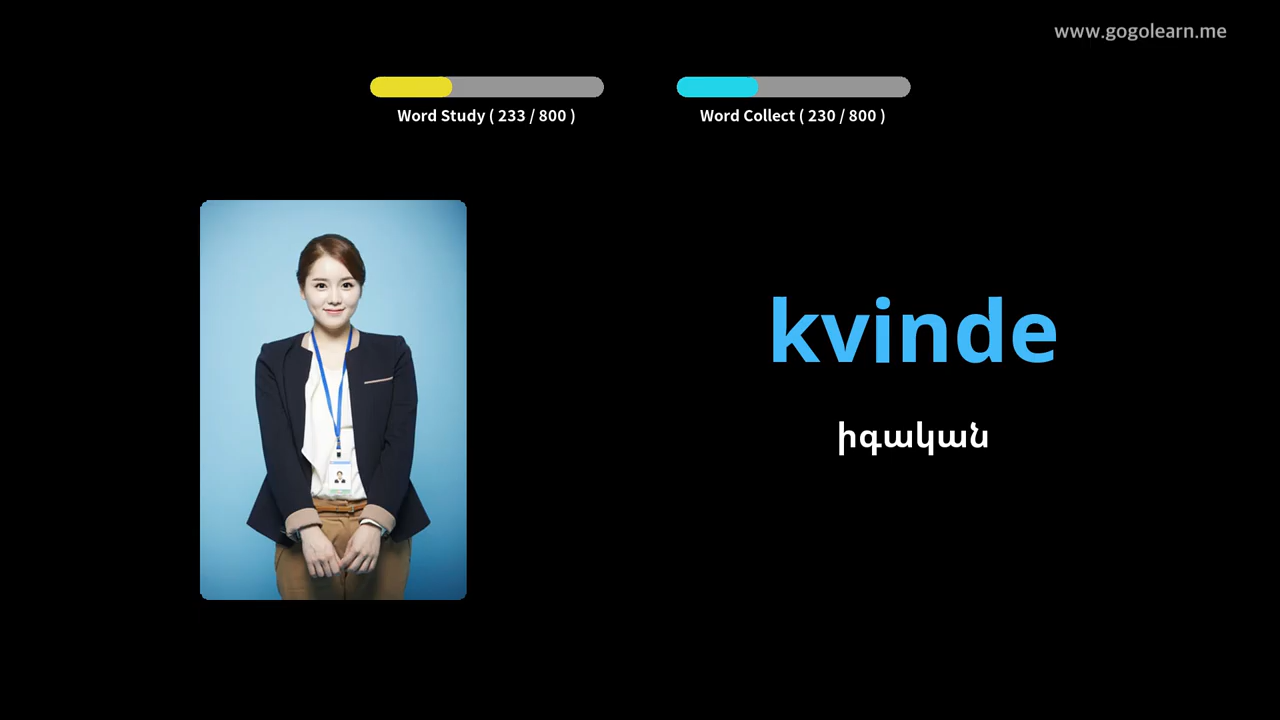 www.gogolearn.me
Word Study ( 233 / 800 )
Word Collect ( 230 / 800 )
kvinde
իգական